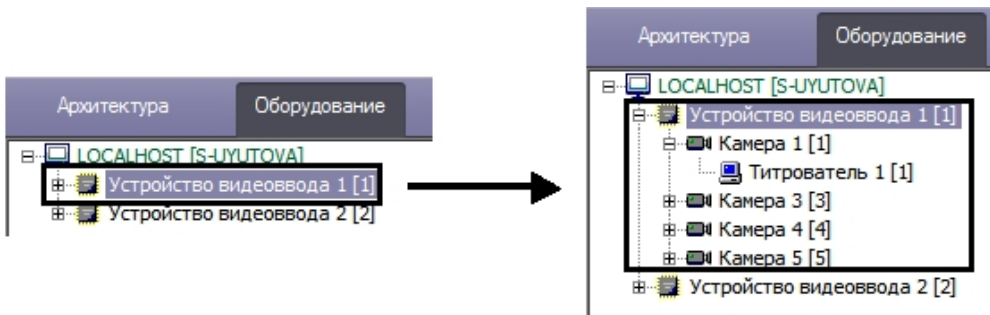 Архитектура Оборудование
LOCALHOST [S-UYUTOVA]
Устройство видеоввода 1 [1]
Устройство видеоввода 2 [2]
Архитектура Оборудование
LOCALHOST [S-UYUTOVA]
Устройство видеоввода 1 [1]
Камера 1 [1]
Титрователь 1 [1]
Камера 3 [3]
Камера 4 [4]
Камера 5 [5]
Устройство видеоввода 2 [2]